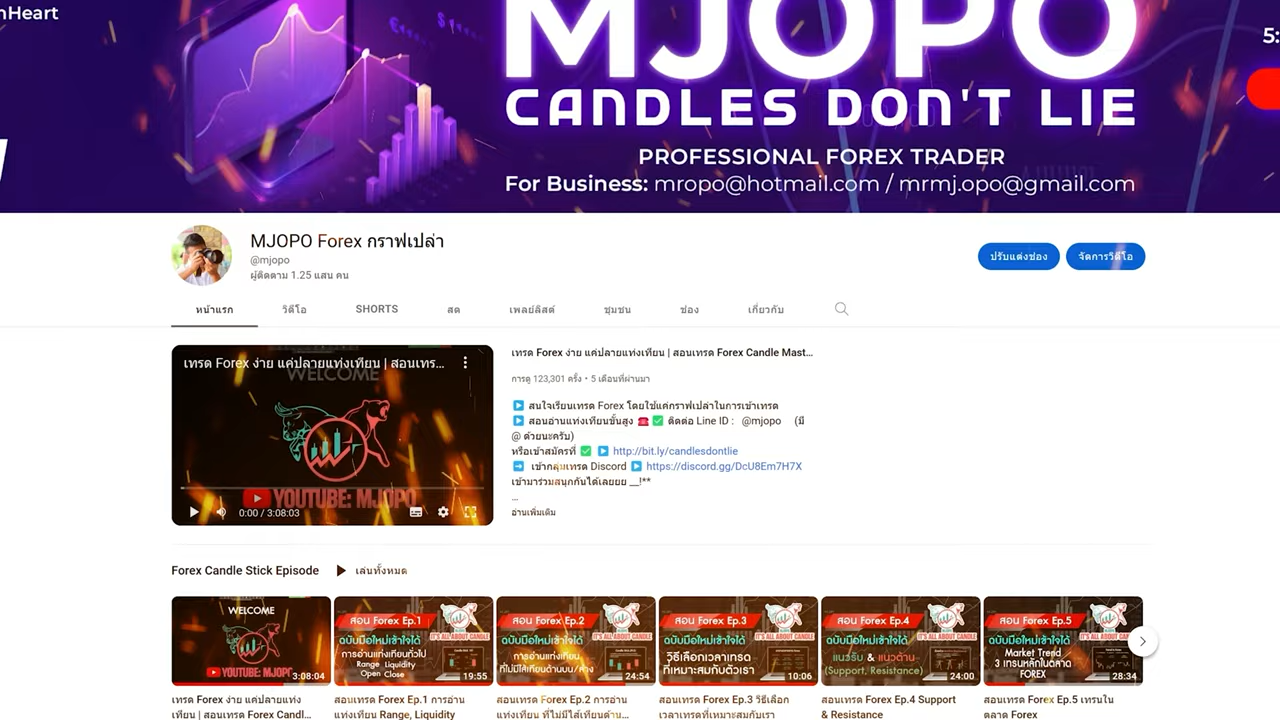 nHeart
5:
MJOPO
CANDLES DON'T LIE
PROFESSIONAL FOREX TRADER
For Business: mropo@hotmail.com / mrmj.opo@gmail.com
MJOPO Forex กราฟเปล่า
@mjopo
ผู้ติดตาม 1.25 แสน คน
ปรับแต่งช่อง
จัดการวิดีโอ
หน้าแรก
วิดีโอ
SHORTS
สด
เพลย์ลิสต์
ชุมชน
ช่อง
เกี่ยวกับ
เทรด Forex ง่าย แค่ปลายแท่งเทียน | สอนเทร...
WELCOME
YOUTUBE: MJOPO
0:00 / 3:08:03
เทรด Forex ง่าย แค่ปลายแท่งเทียน | สอนเทรด Forex Candle Mast...
การดู 123,301 ครั้ง • 5 เดือนที่ผ่านมา
สนใจเรียนเทรด Forex โดยใช้แค่กราฟเปล่าในการเข้าเทรด
สอนอ่านแท่งเทียนขั้นสูง ☎️ ✅ ติดต่อ Line ID : @mjopo (มี
@ ด้วยนะครับ)
หรือเข้าสมัครที่ ✅ ▶️ http://bit.ly/candlesdontlie
➡️ เข้ากลุ่มเทรด Discord ▶️ https://discord.gg/DcU8Em7H7X
เข้ามาร่วมสนุกกันได้เลยยย __!**
...
อ่านเพิ่มเติม
Forex Candle Stick Episode
เล่นทั้งหมด
WELCOME
YOUTUBE: MJOPO
3:08:04
สอน Forex Ep.1
ฉบับมือใหม่เข้าใจได้
IT'S ALL ABOUT CANDLE
การอ่านแท่งเทียนทั่วไป
Range Liquidity
Open Close
19:55
สอน Forex Ep.2
ฉบับมือใหม่เข้าใจได้
IT'S ALL ABOUT CANDLE
การอ่านแท่งเทียน
ที่ไม่มีไส้เทียนด้านบน/ล่าง
24:54
สอน Forex Ep.3
ฉบับมือใหม่เข้าใจได้
IT'S ALL ABOUT CANDLE
วิธีเลือกเวลาเทรด
ที่เหมาะสมกับตัวเรา
10:06
สอน Forex Ep.4
ฉบับมือใหม่เข้าใจได้
IT'S ALL ABOUT CANDLE
แนวรับ & แนวต้าน
(Support, Resistance)
24:00
สอน Forex Ep.5
ฉบับมือใหม่เข้าใจได้
Market Trend
3 เทรนหลักในตลาด
FOREX
28:34
เทรด Forex ง่าย แค่ปลายแท่ง
เทียน | สอนเทรด Forex Candl...
สอนเทรด Forex Ep.1 การอ่าน
แท่งเทียน Range, Liquidity
สอนเทรด Forex Ep.2 การอ่าน
แท่งเทียน ที่ไม่มีไส้เทียนด้าน...
สอนเทรด Forex Ep.3 วิธีเลือก
เวลาเทรดที่เหมาะสมกับเรา
สอนเทรด Forex Ep.4 Support
& Resistance
สอนเทรด Forex Ep.5 เทรนใน
ตลาด Forex